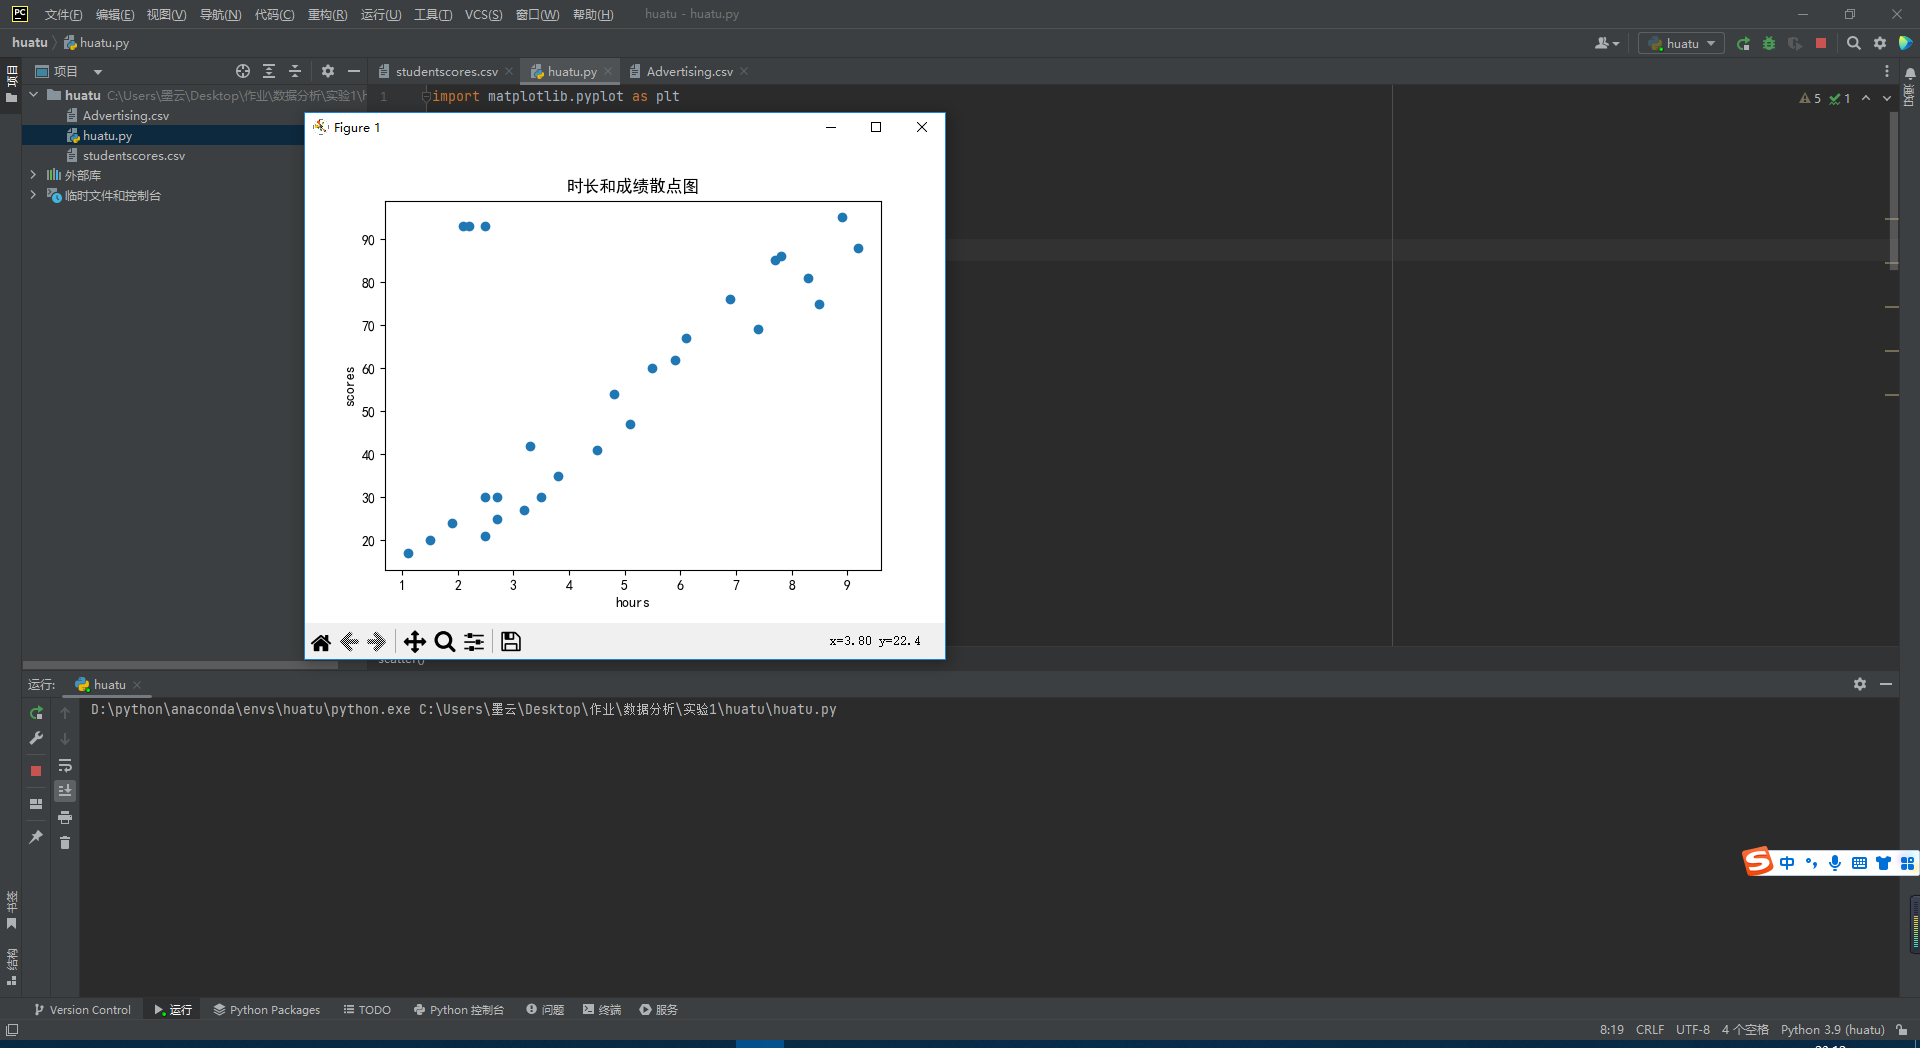 文件(F) 编辑(E) 视图(V) 导航(N) 代码(C) 重构(R) 运行(U) 工具(T) VCS(S) 窗口(W) 帮助(H) huatu - huatu.py
huatu huatu.py huatu
项目 项目 studentscores.csv huatu.py Advertising.csv
huatu C:\Users\墨云\Desktop\作业\数据分析\实验1\h 1 import matplotlib.pyplot as plt 5 1
通知
Advertising.csv
huatu.py
studentscores.csv
外部库
临时文件和控制台
Figure 1
时长和成绩散点图
90
80
70
60
50
40
30
20
scores
1 2 3 4 5 6 7 8 9
hours
x=3.80 y=22.4
scatter()
运行: huatu
D:\python\anaconda\envs\huatu\python.exe C:\Users\墨云\Desktop\作业\数据分析\实验1\huatu\huatu.py
中
书签
结构
Version Control 运行 Python Packages TODO Python 控制台 问题 终端 服务
8:19 CRLF UTF-8 4 个空格 Python 3.9 (huatu)